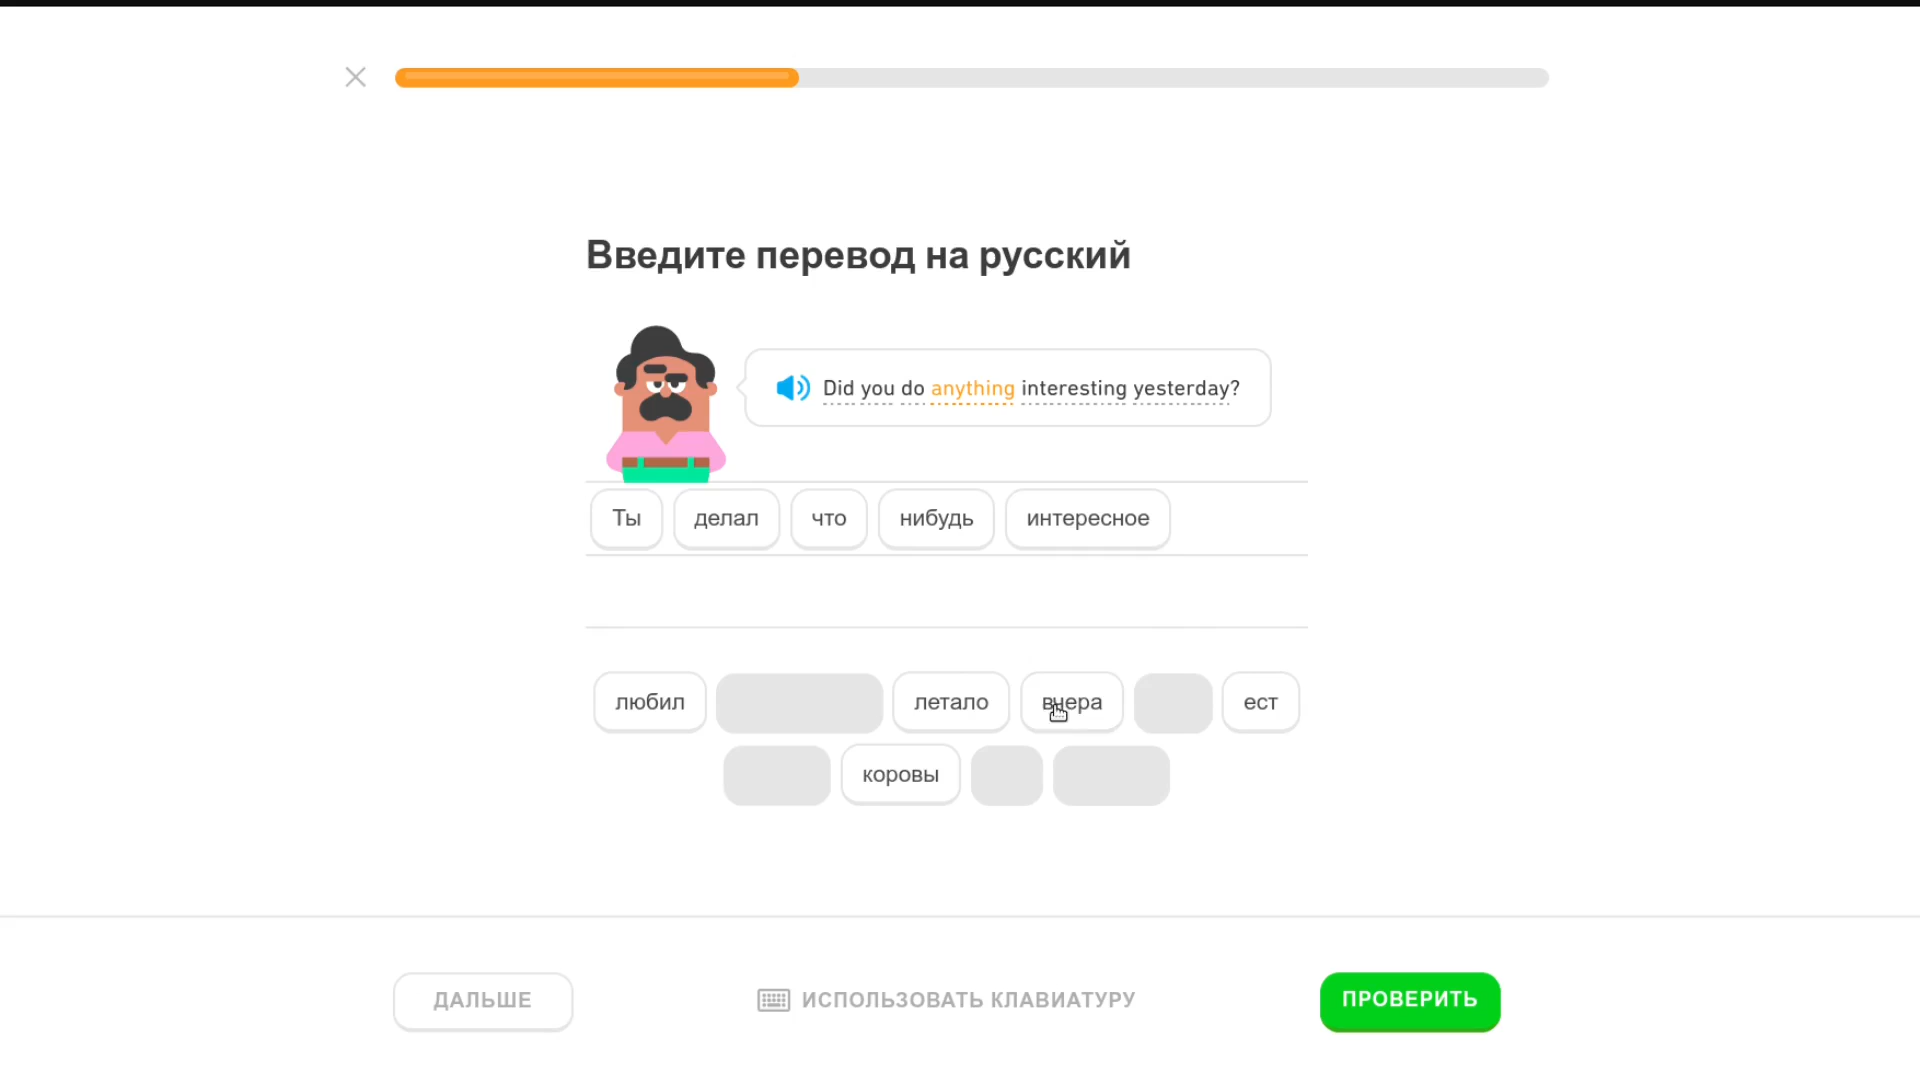 Введите перевод на русский
Did you do anything interesting yesterday?
Ты делал что нибудь интересное
любил летало вчера ест
коровы
ДАЛЬШЕ ИСПОЛЬЗОВАТЬ КЛАВИАТУРУ ПРОВЕРИТЬ